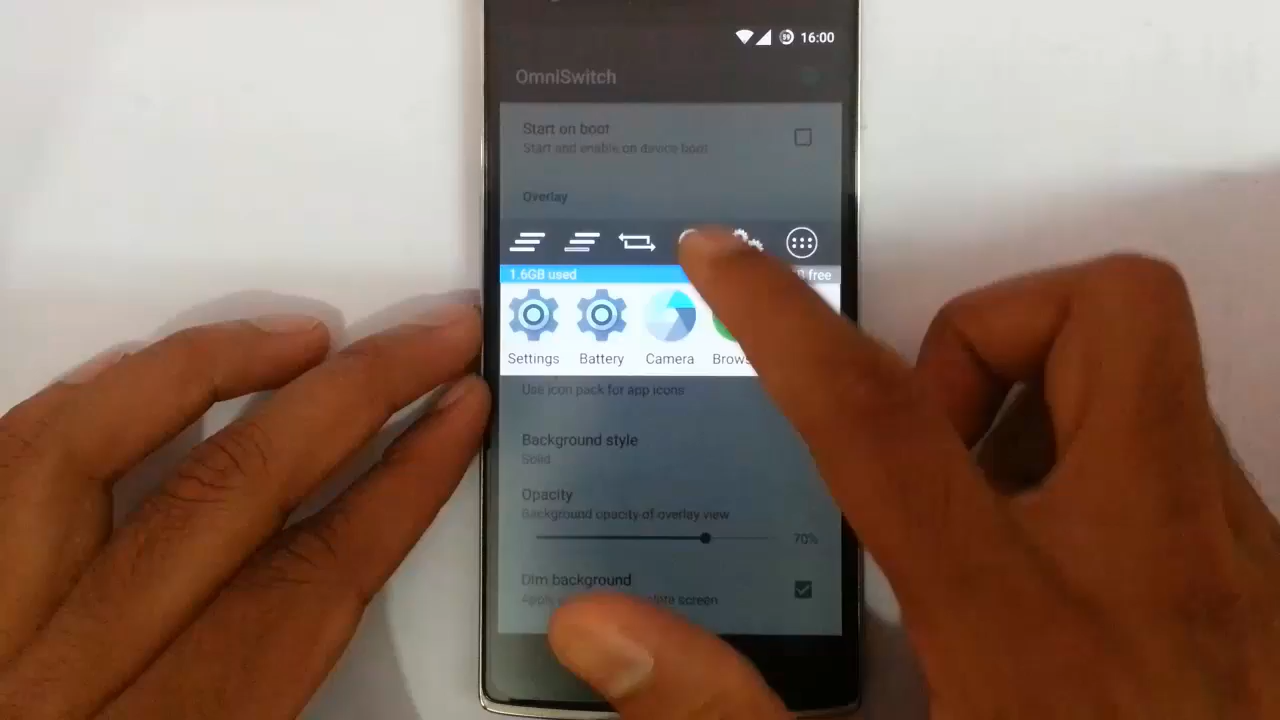 16:00
OmniSwitch
Start on boot
Start and enable on device boot
Overlay
1.6GB used free
Settings Battery Camera
Use icon pack for app icons
Background style
Solid
Opacity
Background opacity of overlay view
70%
Dim background
screen